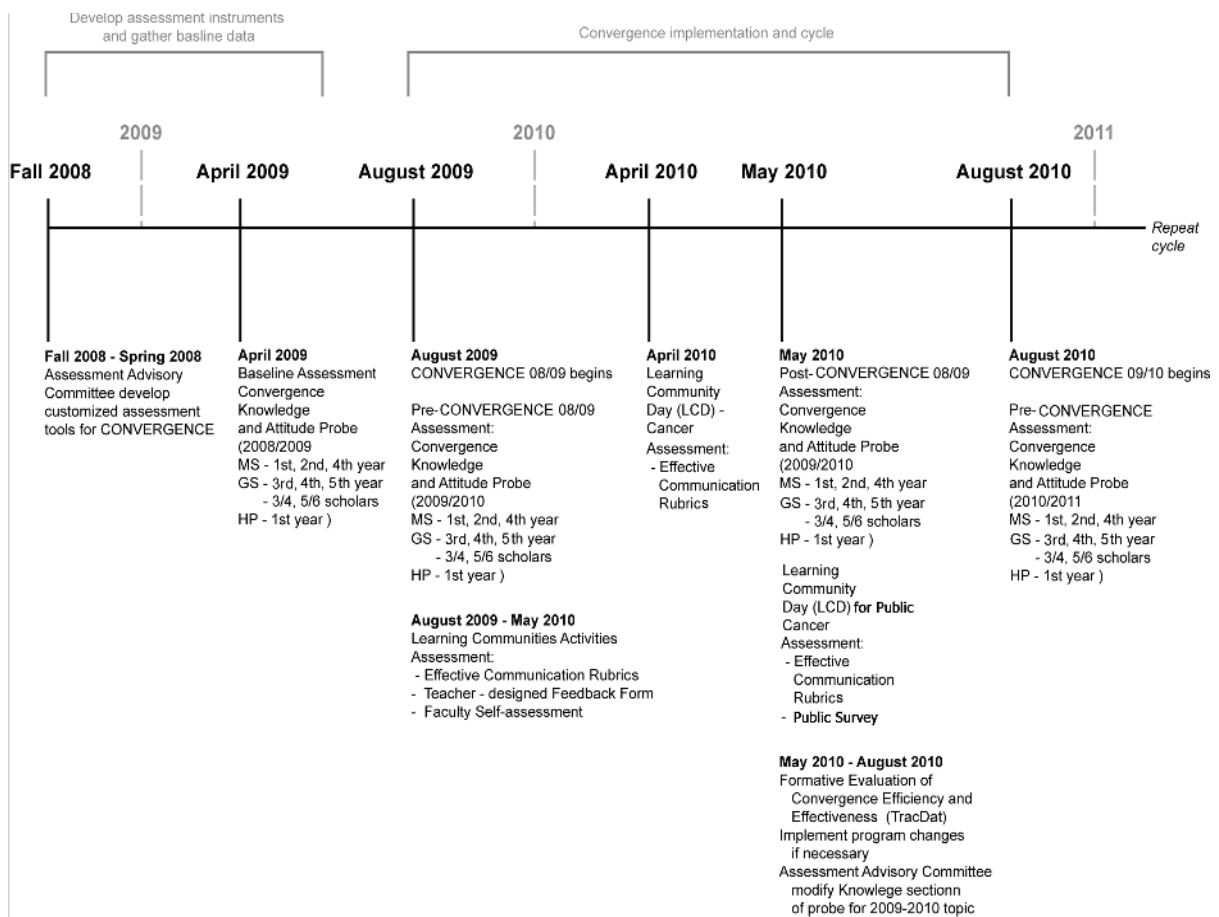 Develop assessment instruments
and gather basline data
Convergence implementation and cycle
2009
2010
2011
Fall 2008
April 2009
August 2009
April 2010
May 2010
August 2010
Repeat
cycle
Fall 2008 - Spring 2008
Assessment Advisory
Committee develop
customized assessment
tools for CONVERGENCE
April 2009
Baseline Assessment
Convergence
Knowledge
and Attitude Probe
(2008/2009
MS - 1st, 2nd, 4th year
GS - 3rd, 4th, 5th year
- 3/4, 5/6 scholars
HP - 1st year )
August 2009
CONVERGENCE 08/09 begins
Pre-CONVERGENCE 08/09
Assessment:
Convergence
Knowledge
and Attitude Probe
(2009/2010
MS - 1st, 2nd, 4th year
GS - 3rd, 4th, 5th year
- 3/4, 5/6 scholars
HP - 1st year )
August 2009 - May 2010
Learning Communities Activities
Assessment:
- Effective Communication Rubrics
- Teacher - designed Feedback Form
- Faculty Self-assessment
April 2010
Learning
Community
Day (LCD) -
Cancer
Assessment:
- Effective
Communication
Rubrics
May 2010
Post-CONVERGENCE 08/09
Assessment:
Convergence
Knowledge
and Attitude Probe
(2009/2010
MS - 1st, 2nd, 4th year
GS - 3rd, 4th, 5th year
- 3/4, 5/6 scholars
HP - 1st year )
Learning
Community
Day (LCD) for Public
Cancer
Assessment:
- Effective
Communication
Rubrics
- Public Survey
May 2010 - August 2010
Formative Evaluation of
Convergence Efficiency and
Effectiveness (TracDat)
Implement program changes
if necessary
Assessment Advisory Committee
modify Knowlege sectionn
of probe for 2009-2010 topic
August 2010
CONVERGENCE 09/10 begins
Pre-CONVERGENCE
Assessment:
Convergence
Knowledge
and Attitude Probe
(2010/2011
MS - 1st, 2nd, 4th year
GS - 3rd, 4th, 5th year
- 3/4, 5/6 scholars
HP - 1st year )